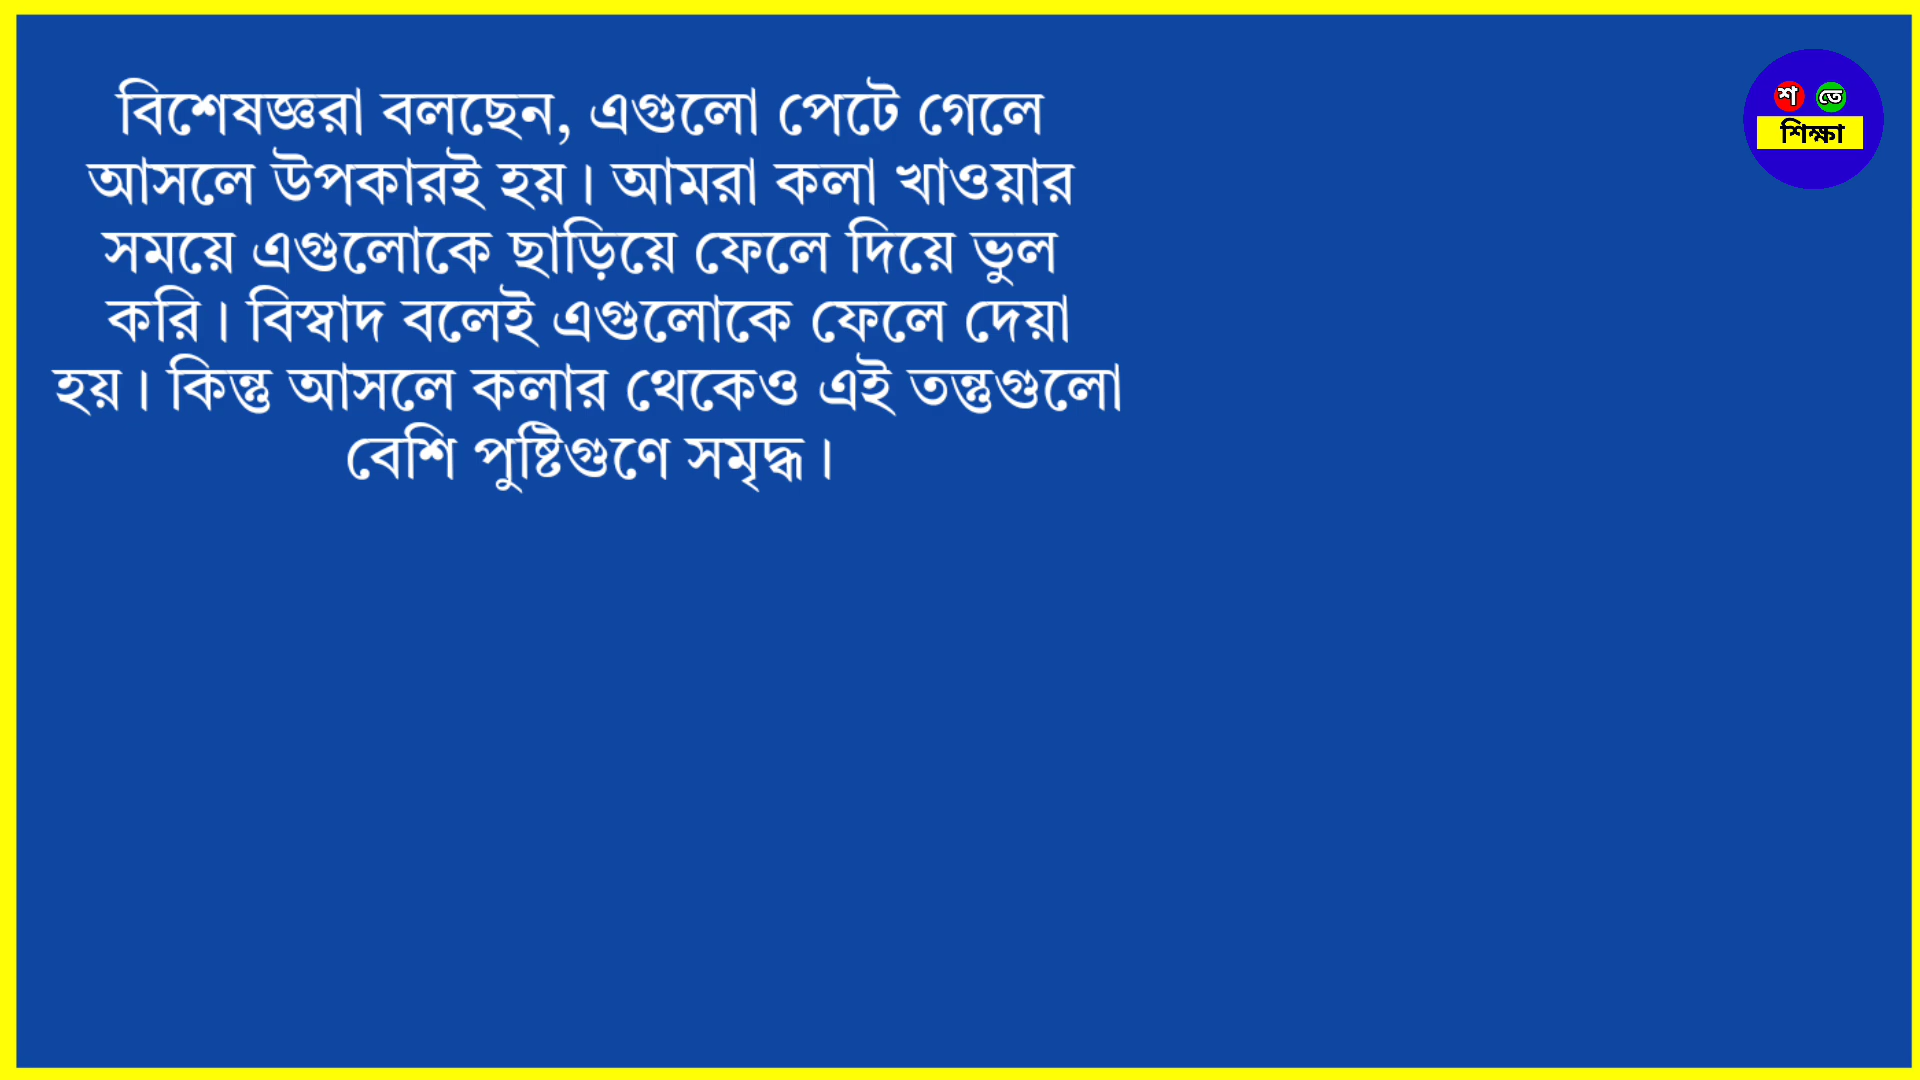 বিশেষজ্ঞরা বলছেন, এগুলো পেটে গেলে
আসলে উপকারই হয়। আমরা কলা খাওয়ার
সময়ে এগুলোকে ছাড়িয়ে ফেলে দিয়ে ভুল
করি। বিস্বাদ বলেই এগুলোকে ফেলে দেয়া
হয়। কিন্তু আসলে কলার থেকেও এই তন্তুগুলো
বেশি পুষ্টিগুণে সমৃদ্ধ।
শ তে
শিক্ষা